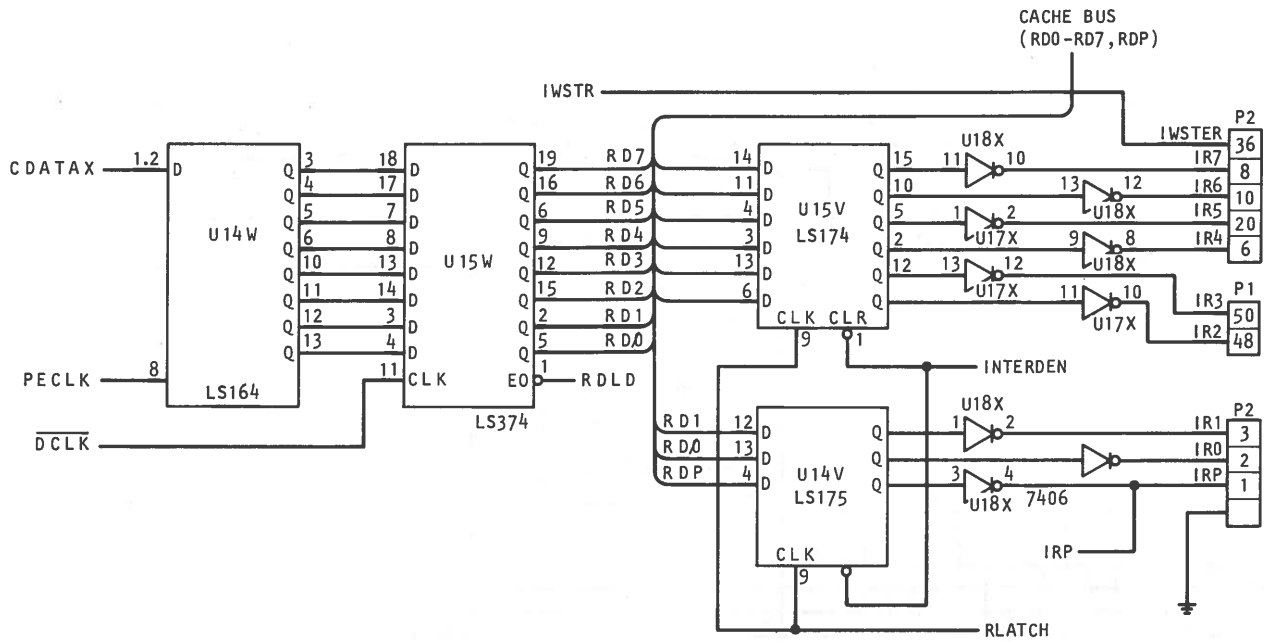 CACHE BUS
(RD0-RD7,RDP)
IWSTR
P2
IWSTER 36
U18X
CDATAX 1.2 D Q 3 18 D Q 19 RD7 14 D Q 15 11 10 IR7 8
Q 4 17 D Q 16 RD6 11 D Q 10 13 12 IR6 10
U18X
Q 5 7 D Q 6 RD5 4 D Q 5 1 2 IR5 20
U14W U15V U17X
LS174
Q 6 8 D Q 9 RD4 3 D Q 2 9 8 IR4 6
U15W U18X
Q 10 13 D Q 12 RD3 13 D Q 12 13 12 IR3 50
U17X P1
Q 11 14 D Q 15 RD2 6 D Q 11 10 IR2 48
U17X
CLK CLR
9 1
Q 12 3 D Q 2 RD1
Q 13 4 D Q 5 RD0
PECLK 8 11 CLK EO 1 RDLD
INTERDEN
LS164
LS374
DCLK
U18X P2
RD1 12 D Q 1 2 IR1 3
RD0 13 D Q IR0 2
RDP 4 D Q 3 4 IRP 1
U14V
LS175
U18X 7406
CLK
9
IRP
RLATCH